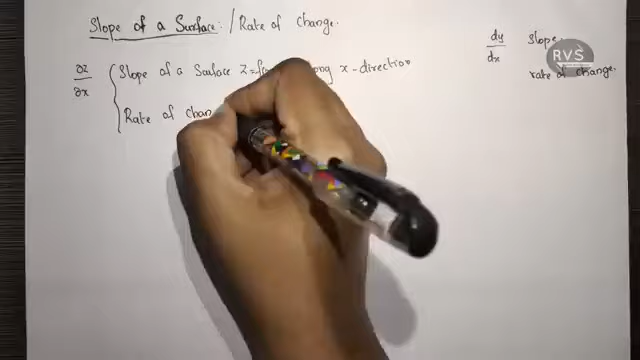 Slope of a Surface: / Rate of change.
∂z/∂x { Slope of a Surface z=f ong x-direction
Rate of chan
dy/dx slope.
rate of change.
RVS